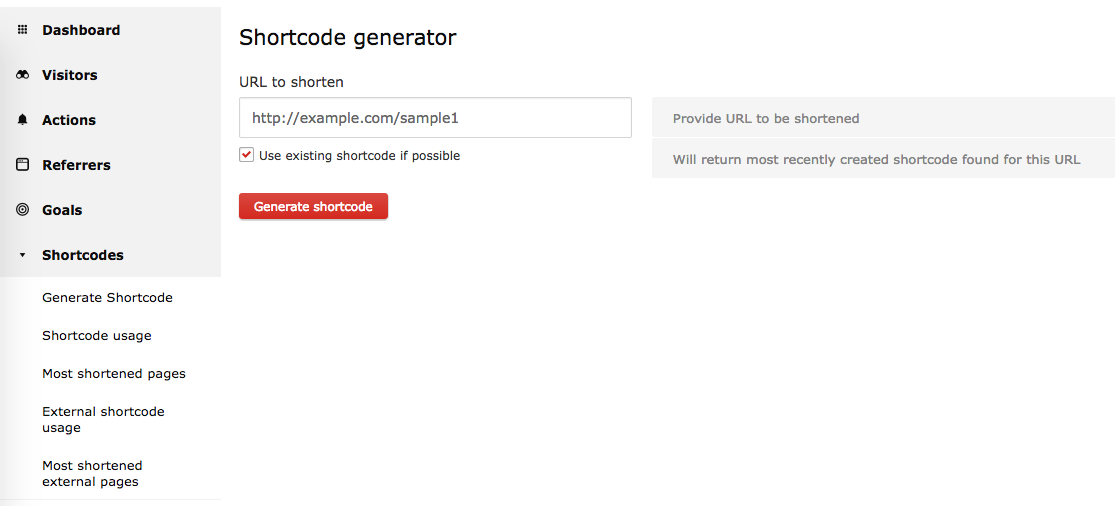 Dashboard
Visitors
Actions
Referrers
Goals
Shortcodes
Generate Shortcode
Shortcode usage
Most shortened pages
External shortcode
usage
Most shortened
external pages
Shortcode generator
URL to shorten
http://example.com/sample1
Provide URL to be shortened
Use existing shortcode if possible
Will return most recently created shortcode found for this URL
Generate shortcode